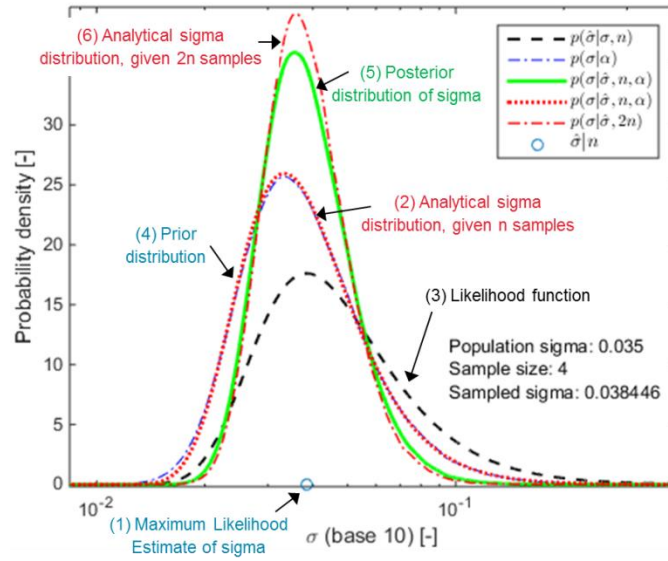 (6) Analytical sigma
distribution, given 2n samples
(5) Posterior
distribution of sigma
p(σ̂|σ, n)
p(σ|α)
p(σ|σ̂, n, α)
p(σ|σ̂, n, α)
p(σ|σ̂, 2n)
σ̂|n
(2) Analytical sigma
distribution, given n samples
(4) Prior
distribution
(3) Likelihood function
Population sigma: 0.035
Sample size: 4
Sampled sigma: 0.038446
Probability density [-]
30
25
20
15
10
5
0
10⁻²
10⁻¹
(1) Maximum Likelihood
Estimate of sigma
σ (base 10) [-]